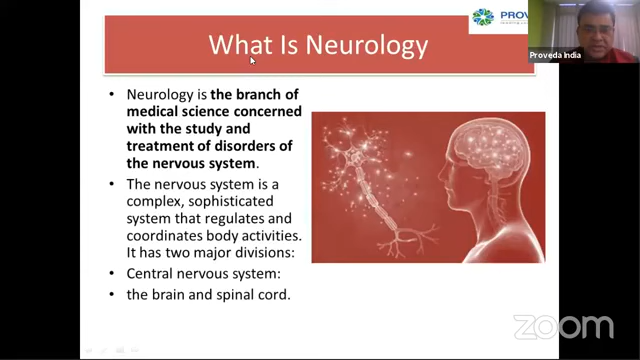 PROV
What Is Neurology
Proveda India
• Neurology is the branch of
medical science concerned
with the study and
treatment of disorders of
the nervous system.
• The nervous system is a
complex, sophisticated
system that regulates and
coordinates body activities.
It has two major divisions:
• Central nervous system:
• the brain and spinal cord.
zoom